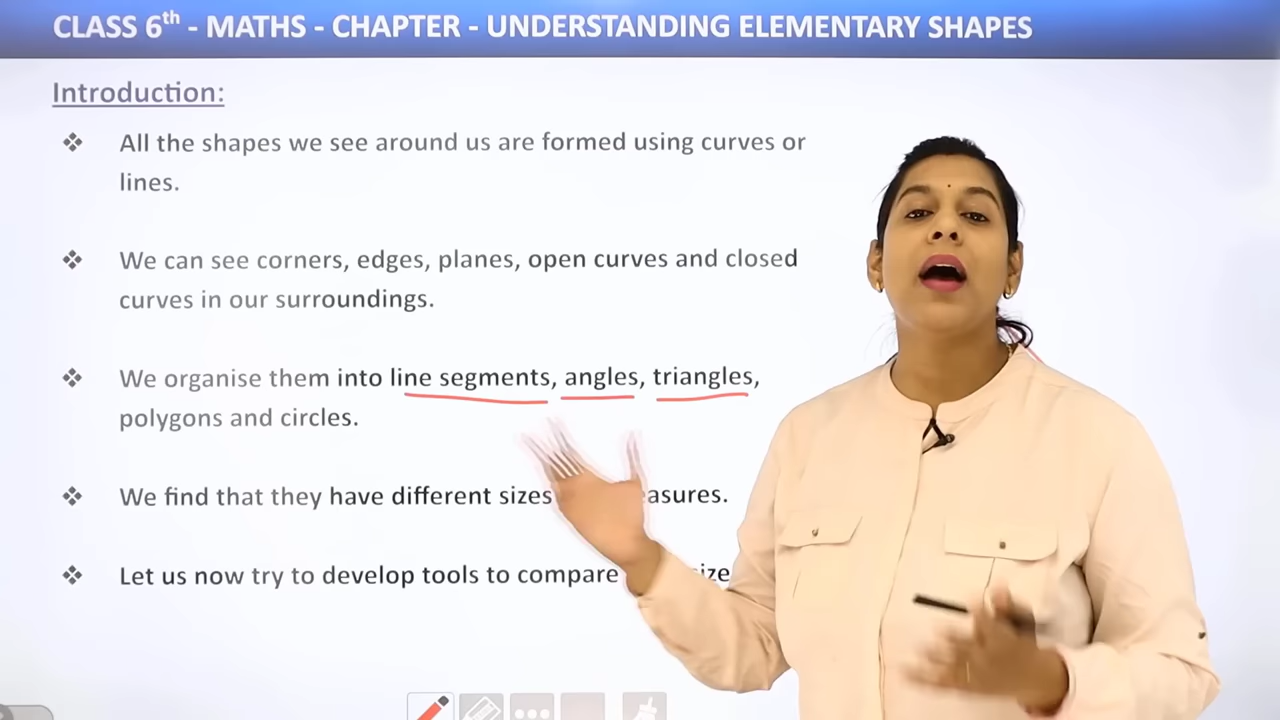 CLASS 6th - MATHS - CHAPTER - UNDERSTANDING ELEMENTARY SHAPES
Introduction:
❖ All the shapes we see around us are formed using curves or
lines.
❖ We can see corners, edges, planes, open curves and closed
curves in our surroundings.
❖ We organise them into line segments, angles, triangles,
polygons and circles.
❖ We find that they have different sizes easures.
❖ Let us now try to develop tools to compare ize